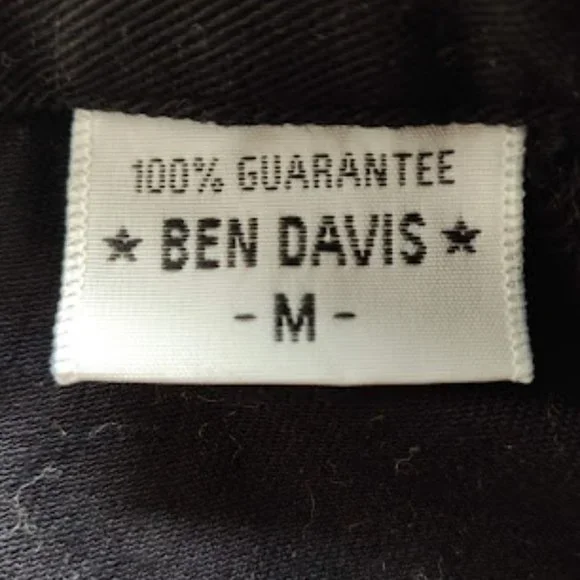 100% GUARANTEE
★ BEN DAVIS ★
- M -